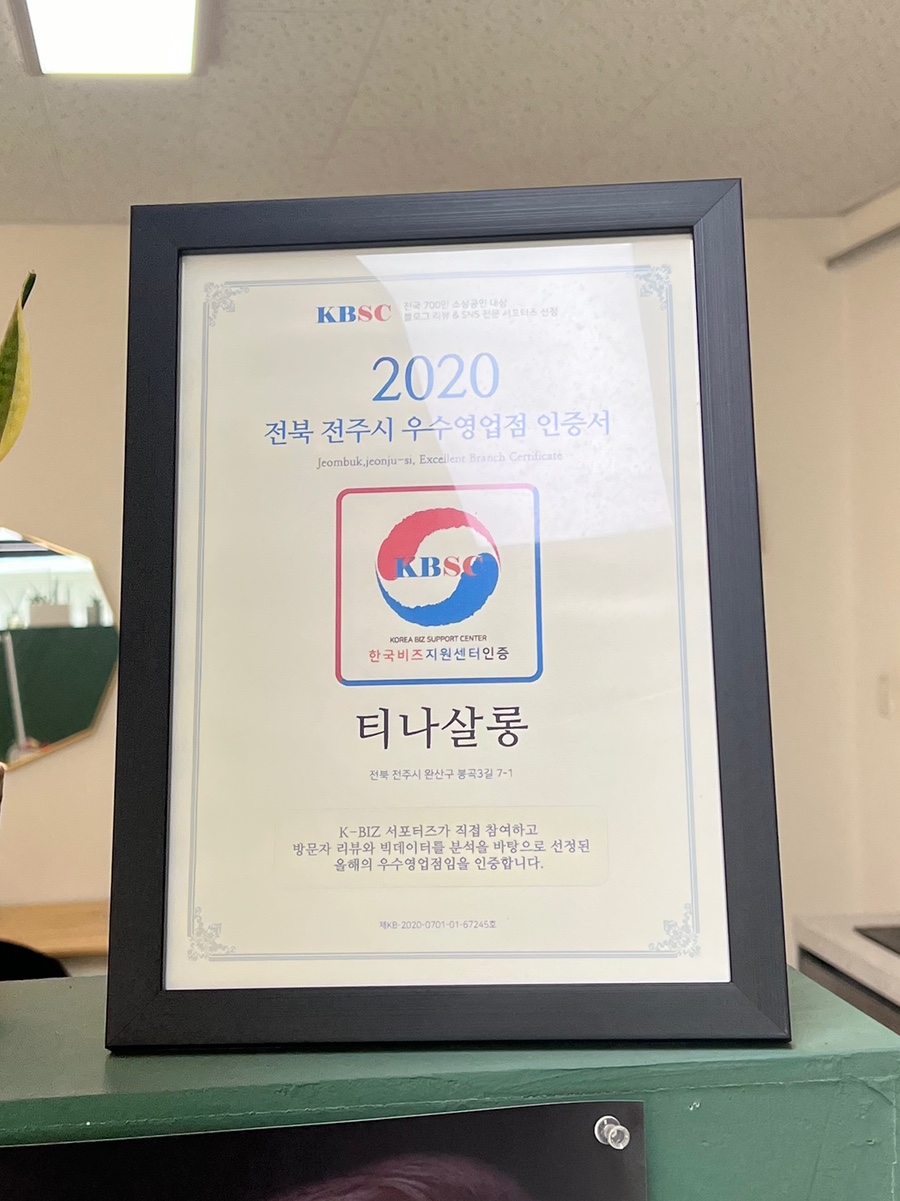 KBSC 전국 700인 소상공인 대상
블로그 리뷰 & SNS 전문 서포터즈 선정
2020
전북 전주시 우수영업점 인증서
Jeombuk,jeonju-si, Excellent Branch Certificate
KBSC
KOREA BIZ SUPPORT CENTER
한국비즈지원센터인증
티나살롱
전북 전주시 완산구 봉곡3길 7-1
K-BIZ 서포터즈가 직접 참여하고
방문자 리뷰와 빅데이터를 분석을 바탕으로 선정된
올해의 우수영업점임을 인증합니다.
제KB-2020-0701-01-67245호